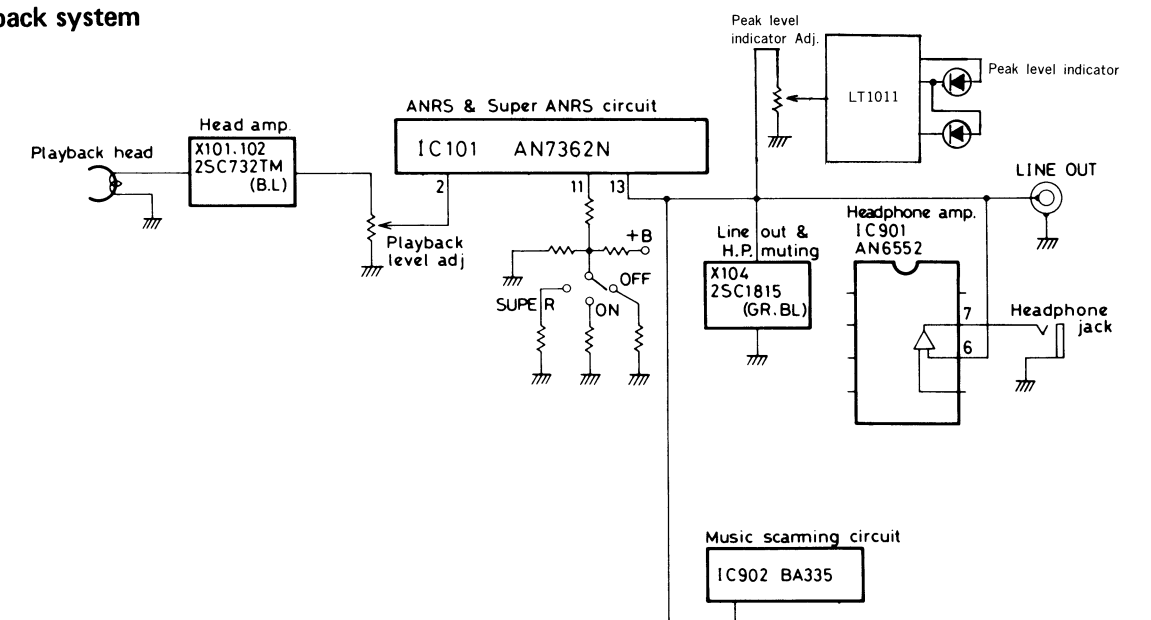 back system
Peak level
indicator Adj.
LT1011
Peak level indicator
ANRS & Super ANRS circuit
IC101 AN7362N
2
11
13
Head amp.
X101.102
2SC732TM
(B.L)
Playback head
Playback
level adj
+B
OFF
SUPER
ON
Line out &
H.P. muting
X104
2SC1815
(GR.BL)
LINE OUT
Headphone amp.
IC901
AN6552
7
6
Headphone
jack
Music scanning circuit
IC902 BA335